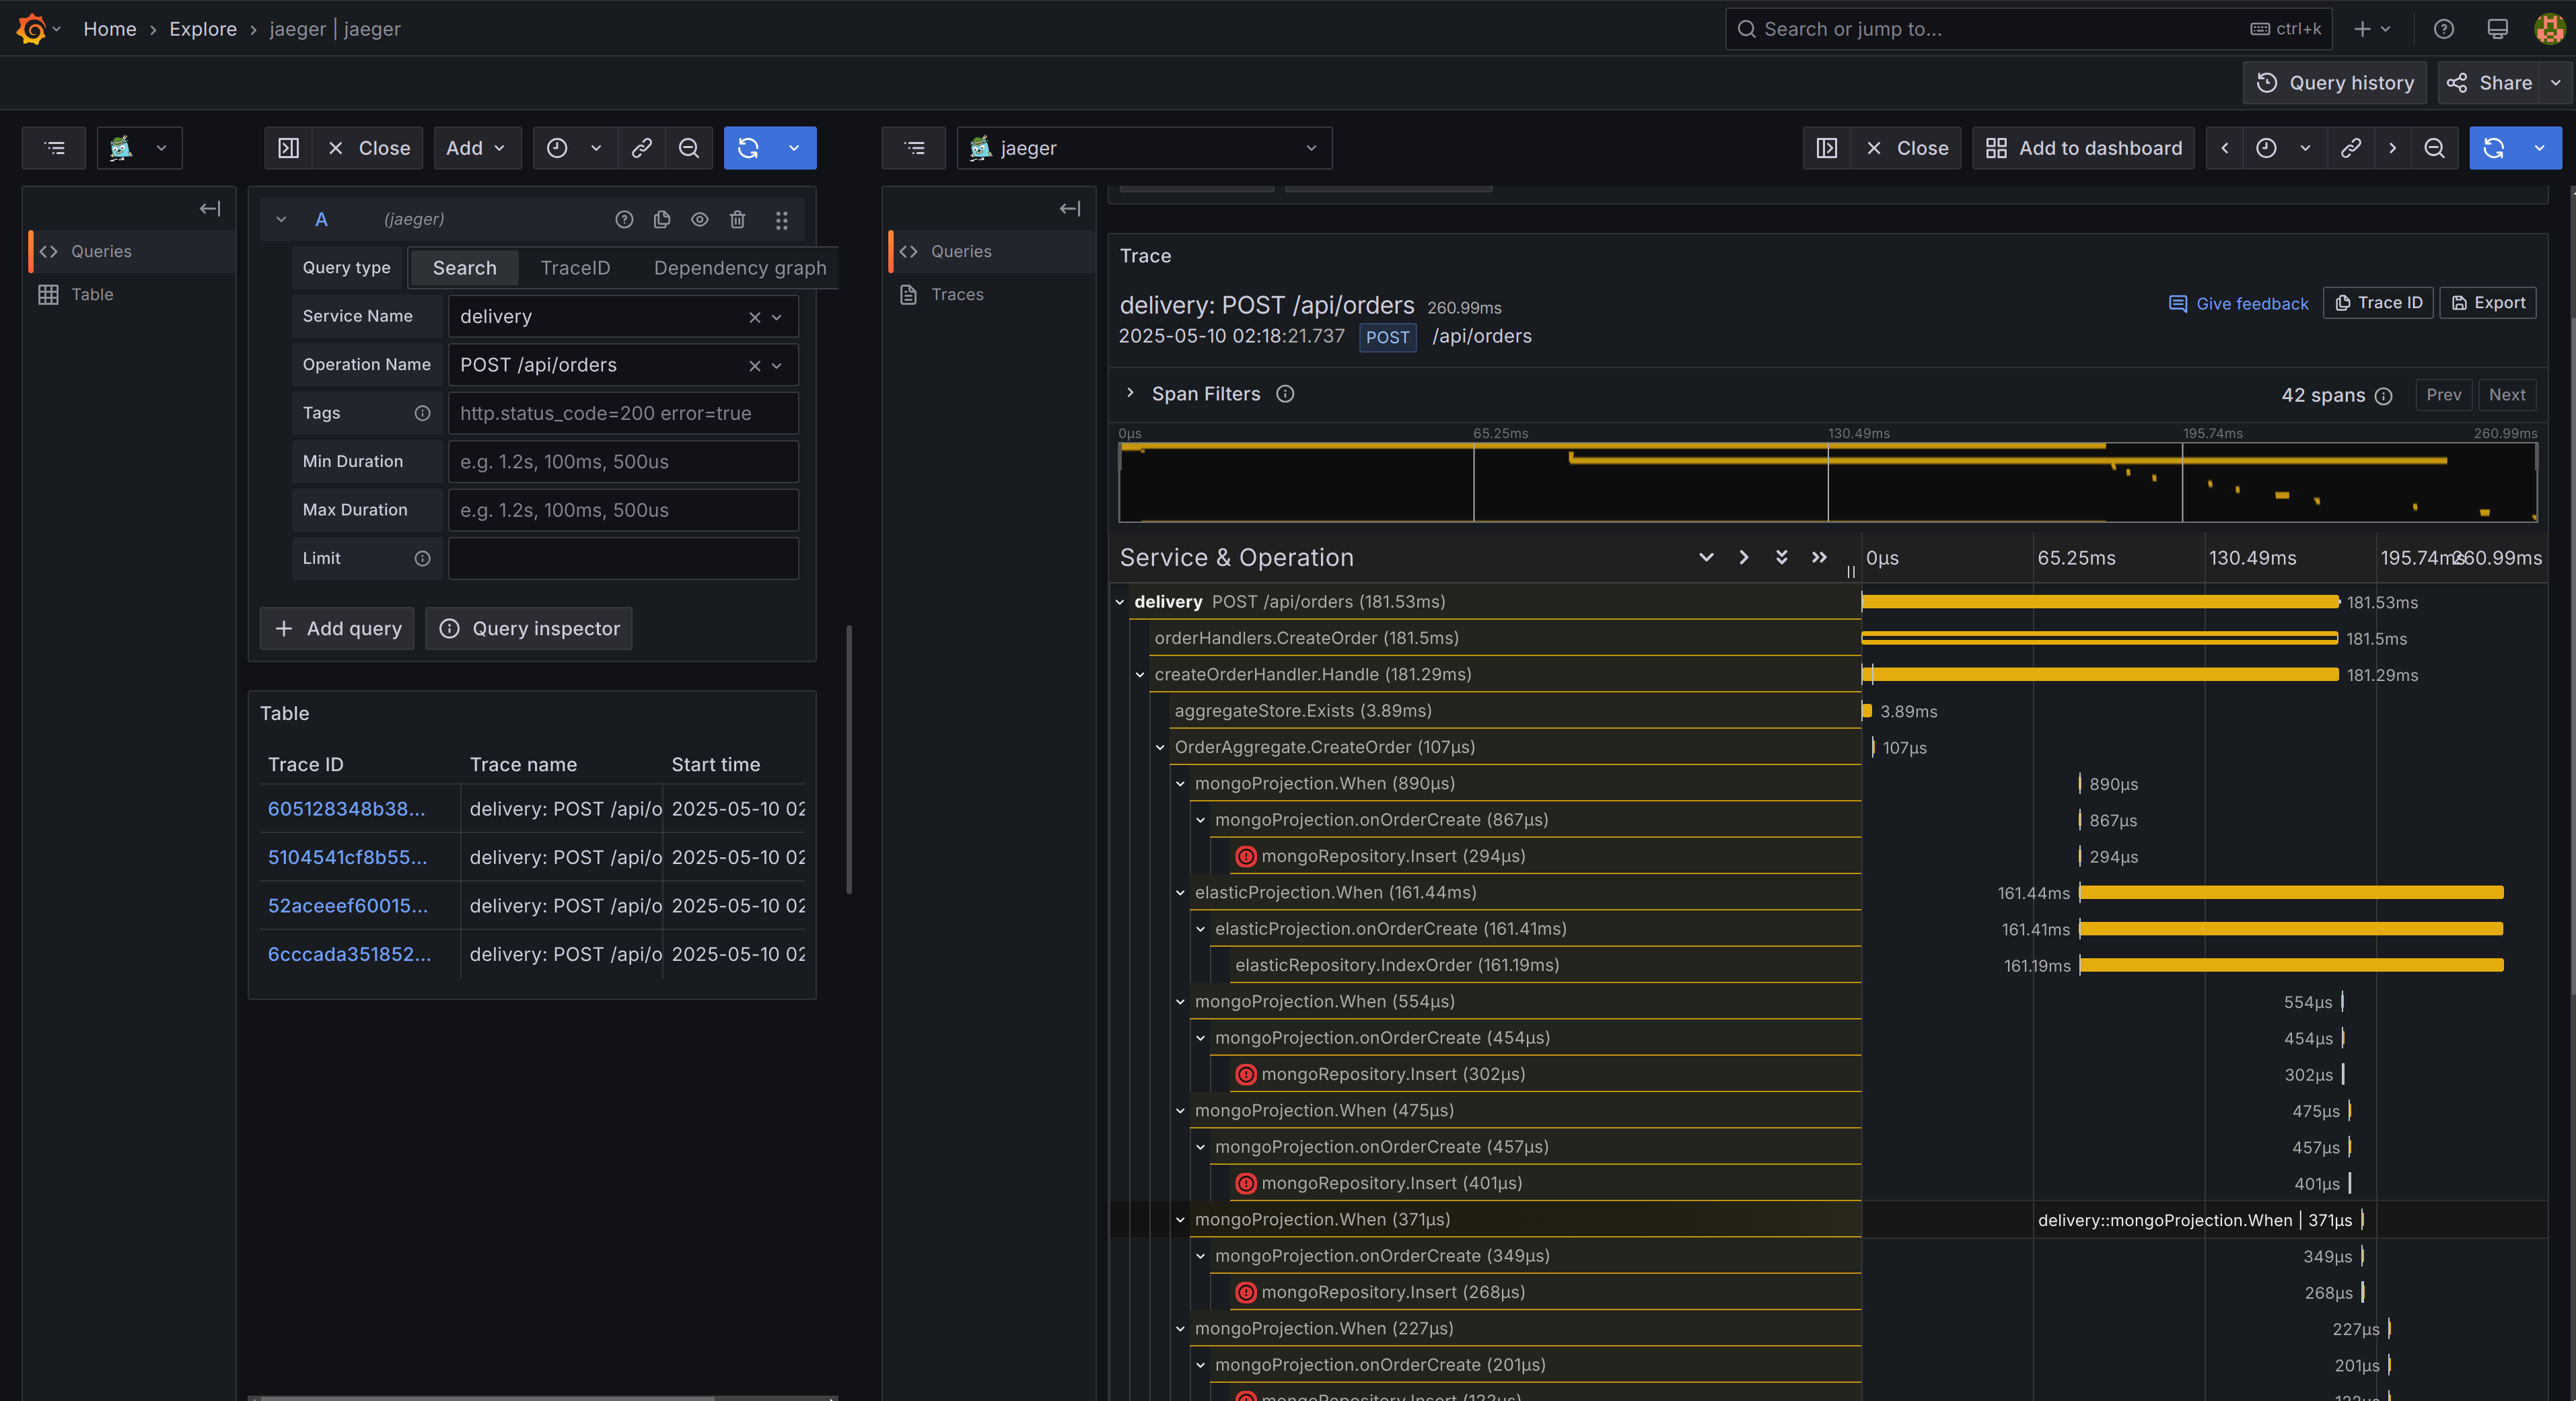 Home › Explore › jaeger | jaeger
Search or jump to...
ctrl+k
Query history
Share
Close
Add
jaeger
Close
Add to dashboard
Queries
Table
A
(jaeger)
Query type
Search
TraceID
Dependency graph
Service Name
delivery
Operation Name
POST /api/orders
Tags
http.status_code=200 error=true
Min Duration
e.g. 1.2s, 100ms, 500us
Max Duration
e.g. 1.2s, 100ms, 500us
Limit
Add query
Query inspector
Table
Trace ID Trace name Start time
605128348b38... delivery: POST /api/o 2025-05-10 02
5104541cf8b55... delivery: POST /api/o 2025-05-10 02
52aceeef60015... delivery: POST /api/o 2025-05-10 02
6cccada351852... delivery: POST /api/o 2025-05-10 02
Queries
Traces
Trace
delivery: POST /api/orders 260.99ms
Give feedback
Trace ID
Export
2025-05-10 02:18:21.737 POST /api/orders
Span Filters
42 spans
Prev
Next
0μs 65.25ms 130.49ms 195.74ms 260.99ms
Service & Operation
0μs 65.25ms 130.49ms 195.74ms 260.99ms
delivery POST /api/orders (181.53ms) 181.53ms
orderHandlers.CreateOrder (181.5ms) 181.5ms
createOrderHandler.Handle (181.29ms) 181.29ms
aggregateStore.Exists (3.89ms) 3.89ms
OrderAggregate.CreateOrder (107μs) 107μs
mongoProjection.When (890μs) 890μs
mongoProjection.onOrderCreate (867μs) 867μs
mongoRepository.Insert (294μs) 294μs
elasticProjection.When (161.44ms) 161.44ms
elasticProjection.onOrderCreate (161.41ms) 161.41ms
elasticRepository.IndexOrder (161.19ms) 161.19ms
mongoProjection.When (554μs) 554μs
mongoProjection.onOrderCreate (454μs) 454μs
mongoRepository.Insert (302μs) 302μs
mongoProjection.When (475μs) 475μs
mongoProjection.onOrderCreate (457μs) 457μs
mongoRepository.Insert (401μs) 401μs
mongoProjection.When (371μs) delivery::mongoProjection.When | 371μs
mongoProjection.onOrderCreate (349μs) 349μs
mongoRepository.Insert (268μs) 268μs
mongoProjection.When (227μs) 227μs
mongoProjection.onOrderCreate (201μs) 201μs
mongoRepository.Insert